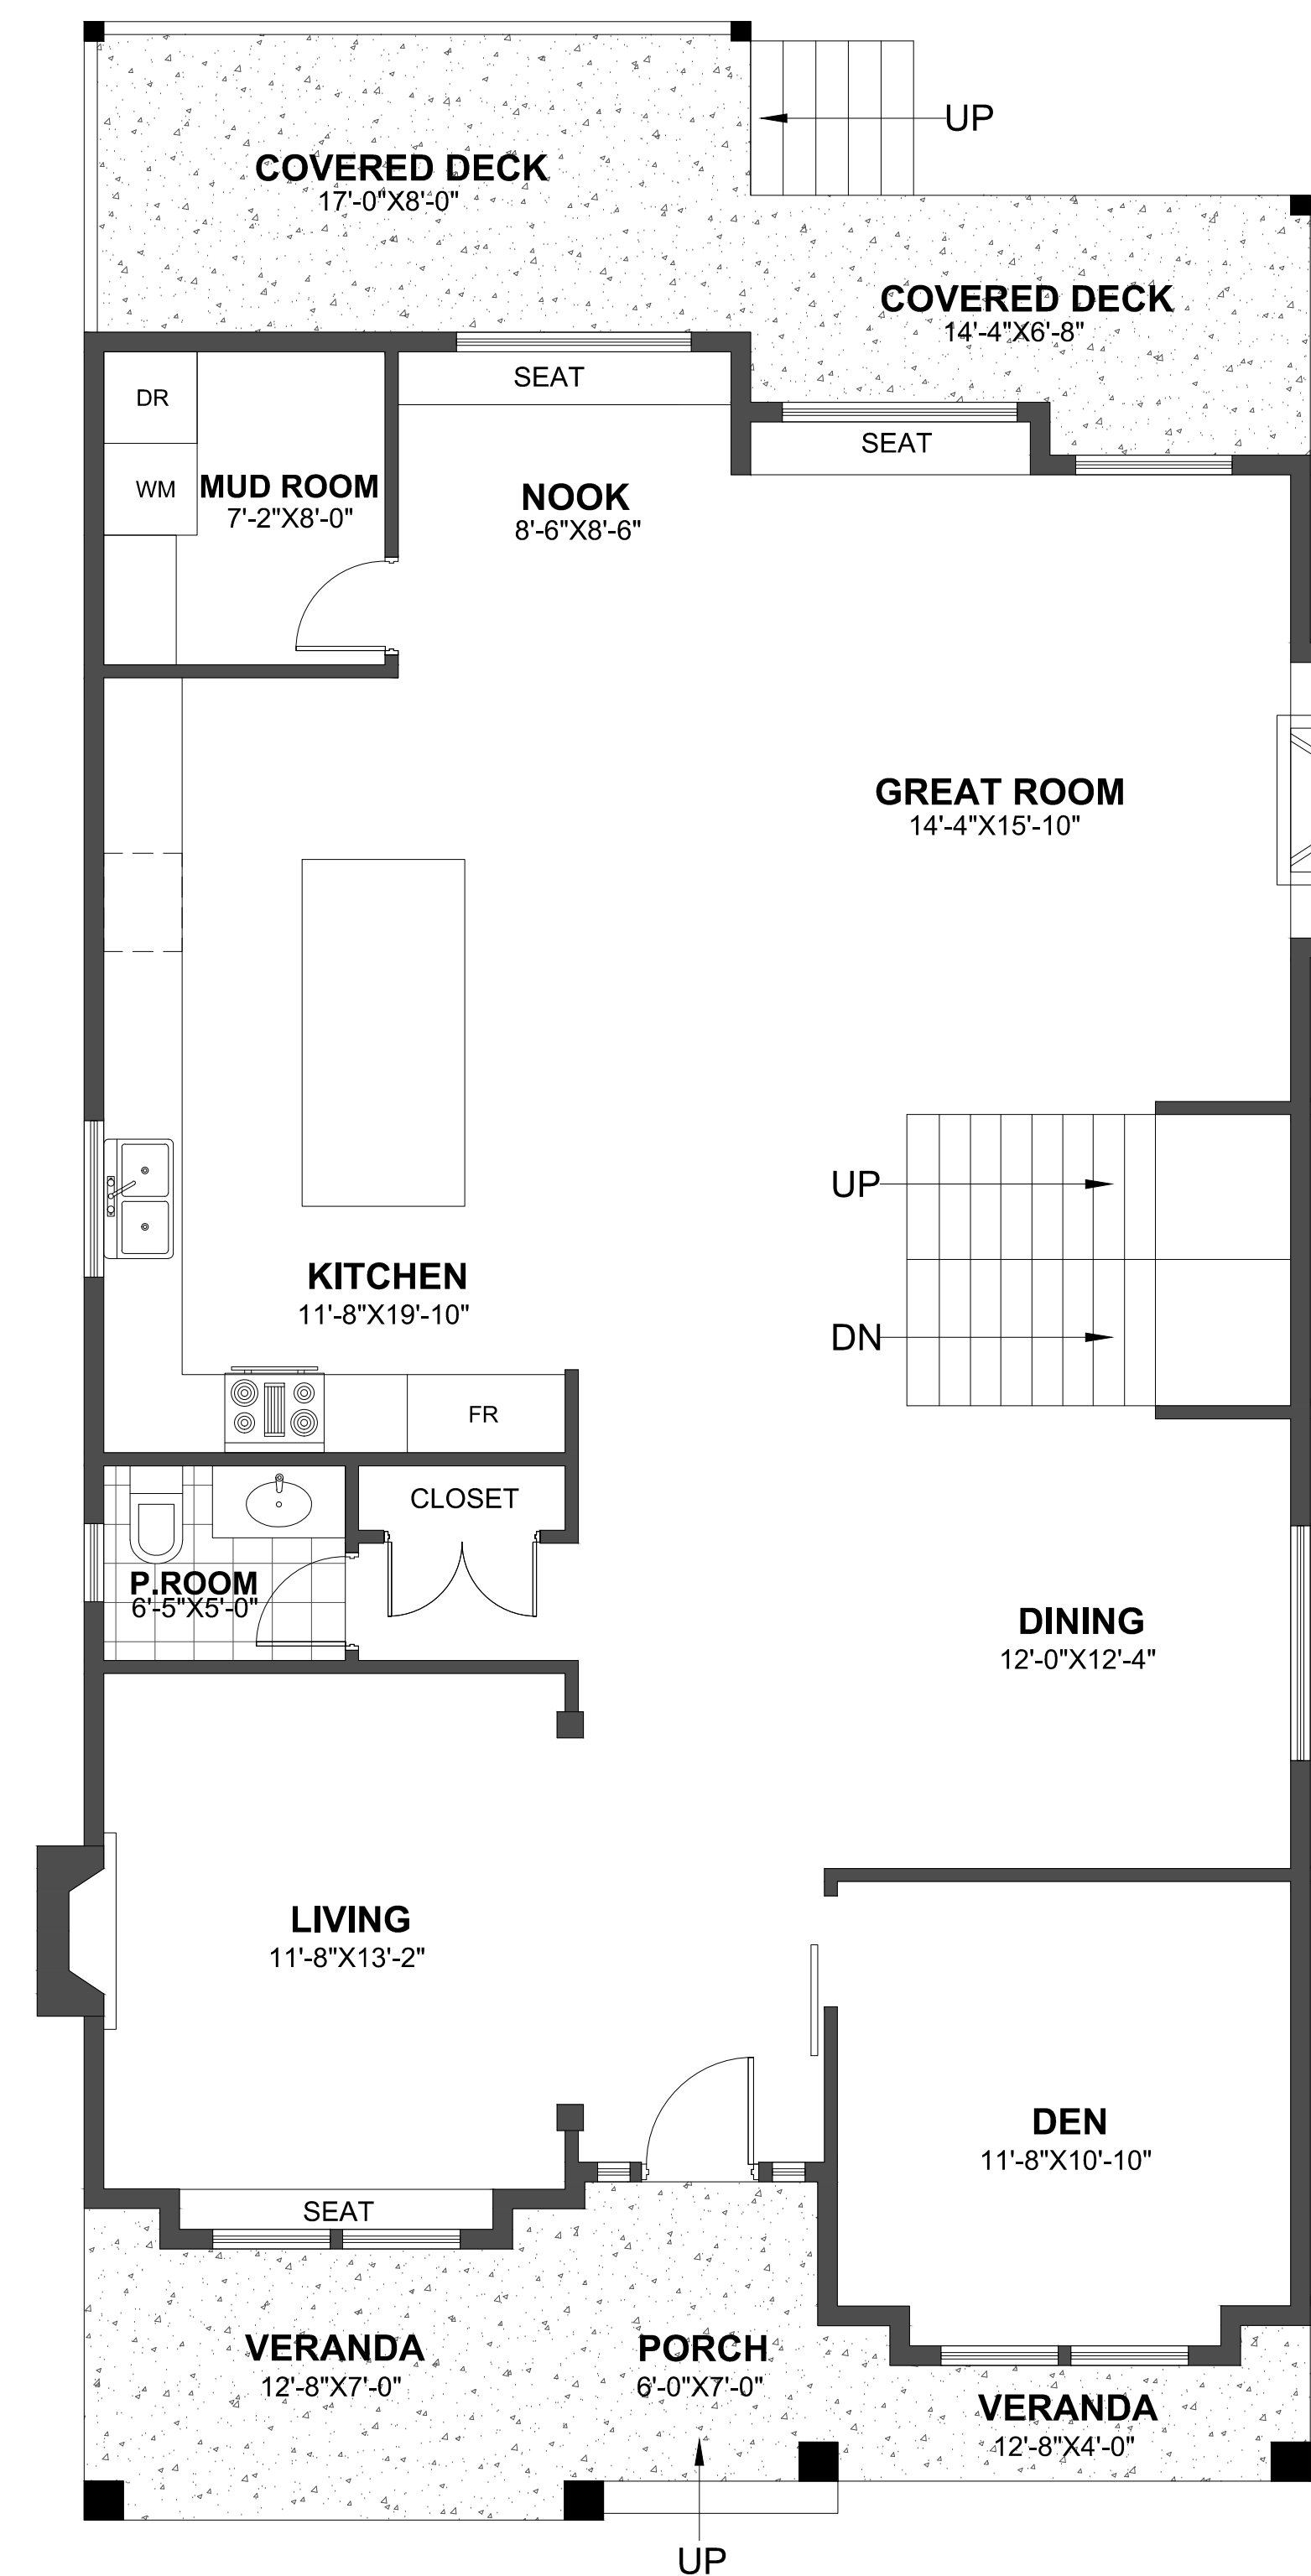 UP
COVERED DECK
17'-0"X8'-0"
COVERED DECK
14'-4"X6'-8"
SEAT
DR
SEAT
WM
MUD ROOM
7'-2"X8'-0"
NOOK
8'-6"X8'-6"
GREAT ROOM
14'-4"X15'-10"
UP
KITCHEN
11'-8"X19'-10"
DN
FR
CLOSET
P.ROOM
6'-5"X5'-0"
DINING
12'-0"X12'-4"
LIVING
11'-8"X13'-2"
DEN
11'-8"X10'-10"
SEAT
VERANDA
12'-8"X7'-0"
PORCH
6'-0"X7'-0"
VERANDA
12'-8"X4'-0"
UP